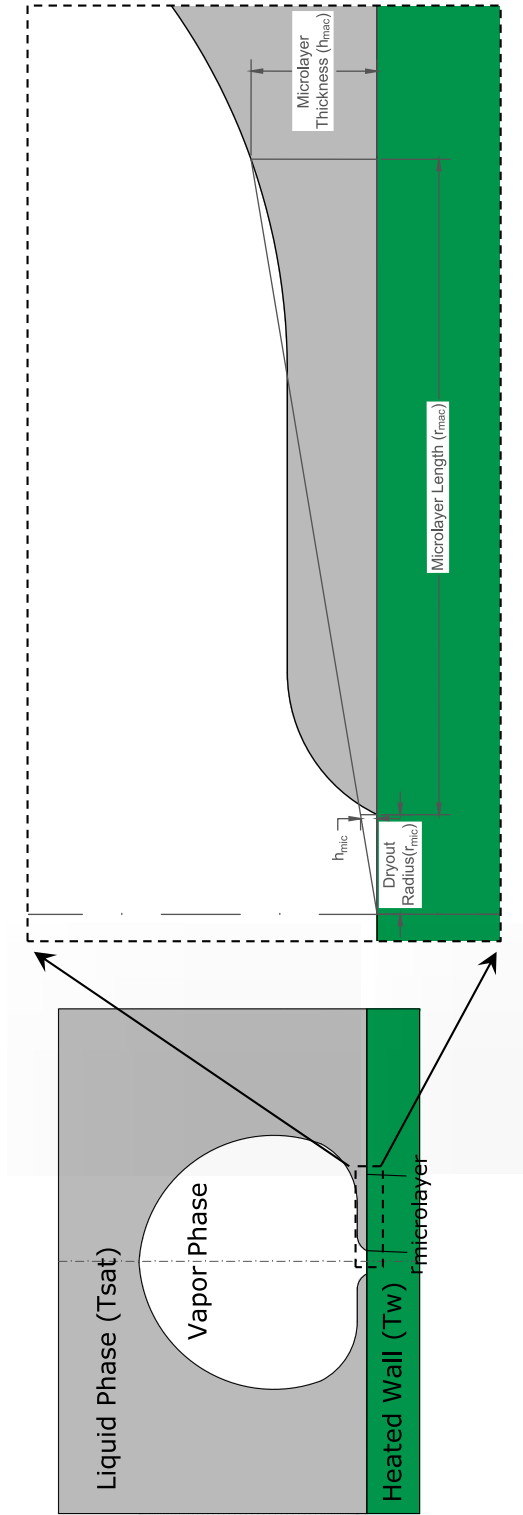 Liquid Phase (Tsat)
Vapor Phase
rmicrolayer
Heated Wall (Tw)
hmic
Dryout
Radius(rmic)
Microlayer Length (rmac)
Microlayer
Thickness (hmac)